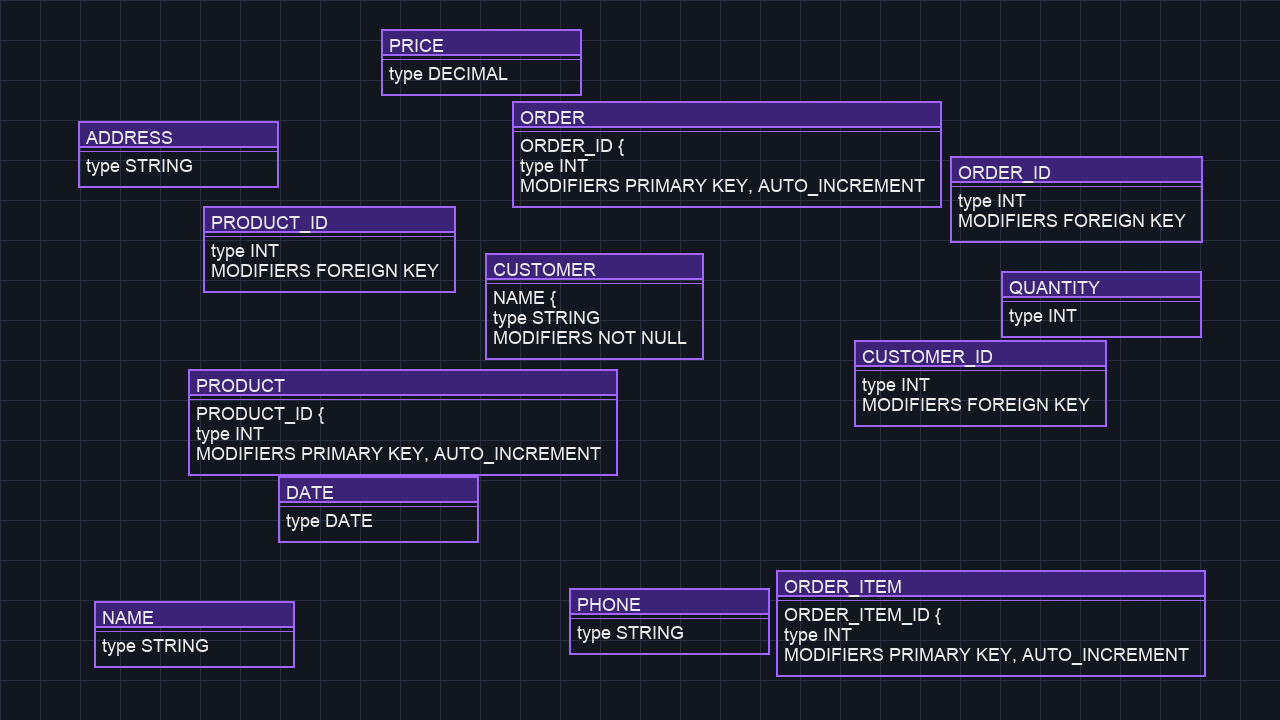 PRICE
type DECIMAL
ORDER
ORDER_ID {
type INT
MODIFIERS PRIMARY KEY, AUTO_INCREMENT
ADDRESS
type STRING
ORDER_ID
type INT
MODIFIERS FOREIGN KEY
PRODUCT_ID
type INT
MODIFIERS FOREIGN KEY
CUSTOMER
NAME {
type STRING
MODIFIERS NOT NULL
QUANTITY
type INT
CUSTOMER_ID
type INT
MODIFIERS FOREIGN KEY
PRODUCT
PRODUCT_ID {
type INT
MODIFIERS PRIMARY KEY, AUTO_INCREMENT
DATE
type DATE
NAME
type STRING
PHONE
type STRING
ORDER_ITEM
ORDER_ITEM_ID {
type INT
MODIFIERS PRIMARY KEY, AUTO_INCREMENT